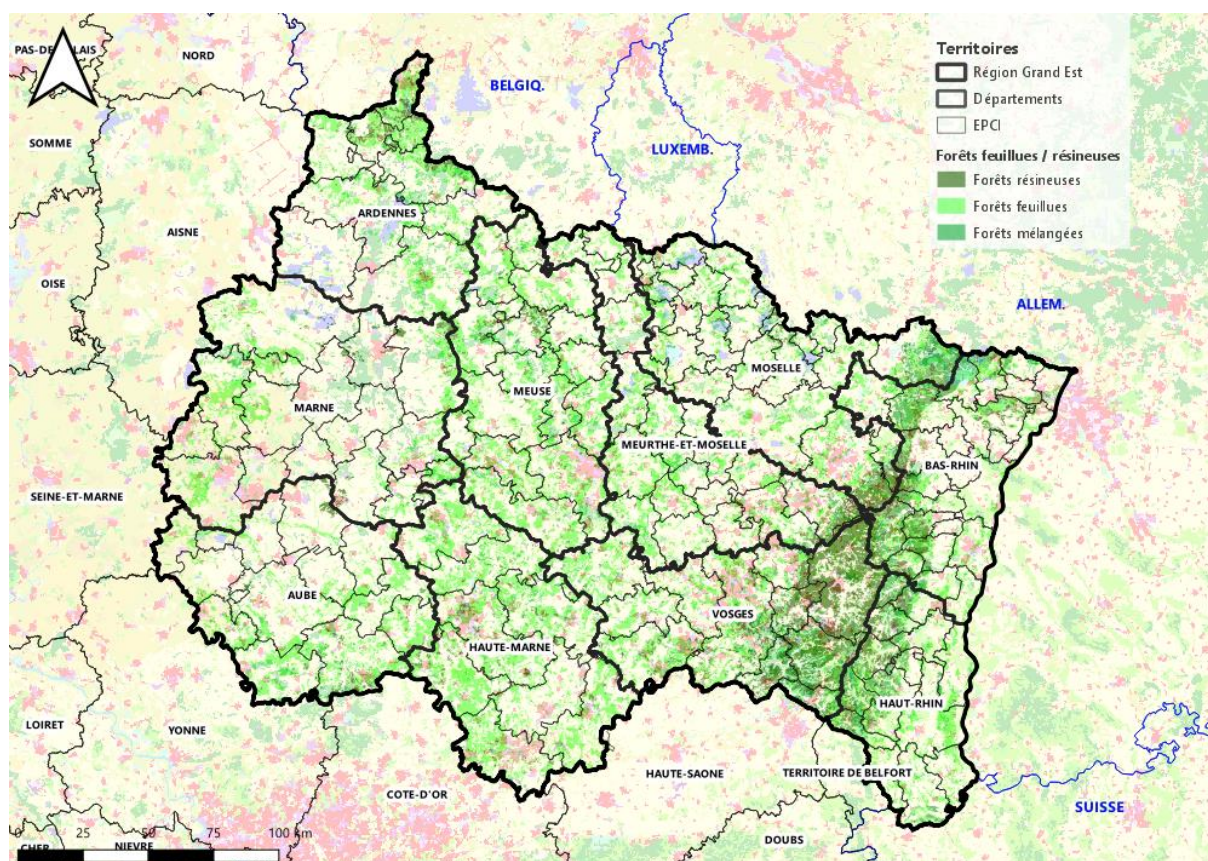 PAS-DE-CALAIS
NORD
BELGIQ.
SOMME
LUXEMB.
AISNE
ARDENNES
OISE
ALLEM.
MOSELLE
MEUSE
MARNE
MEURTHE-ET-MOSELLE
BAS-RHIN
SEINE-ET-MARNE
AUBE
VOSGES
HAUTE-MARNE
HAUT-RHIN
LOIRET
YONNE
HAUTE-SAONE
TERRITOIRE DE BELFORT
COTE-D'OR
SUISSE
DOUBS
CHER
NIEVRE
0 25 50 75 100 km
Territoires
Région Grand Est
Départements
EPCI
Forêts feuillues / résineuses
Forêts résineuses
Forêts feuillues
Forêts mélangées